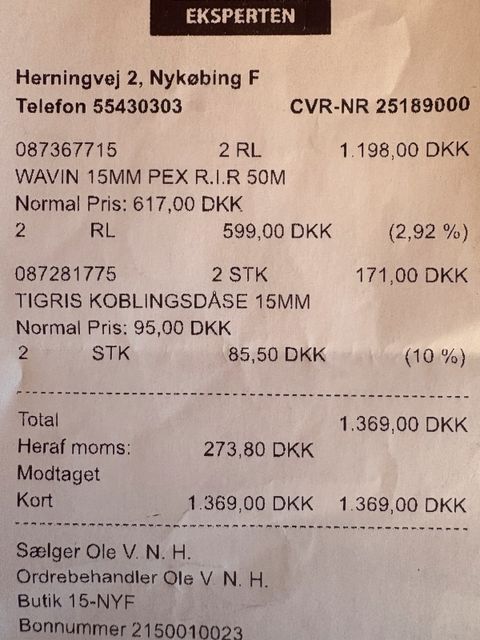 EKSPERTEN
Herningvej 2, Nykøbing F
Telefon 55430303 CVR-NR 25189000
087367715 2 RL 1.198,00 DKK
WAVIN 15MM PEX R.I.R 50M
Normal Pris: 617,00 DKK
2 RL 599,00 DKK (2,92 %)
087281775 2 STK 171,00 DKK
TIGRIS KOBLINGSDÅSE 15MM
Normal Pris: 95,00 DKK
2 STK 85,50 DKK (10 %)
Total 1.369,00 DKK
Heraf moms: 273,80 DKK
Modtaget
Kort 1.369,00 DKK 1.369,00 DKK
Sælger Ole V. N. H.
Ordrebehandler Ole V. N. H.
Butik 15-NYF
Bonnummer 2150010023